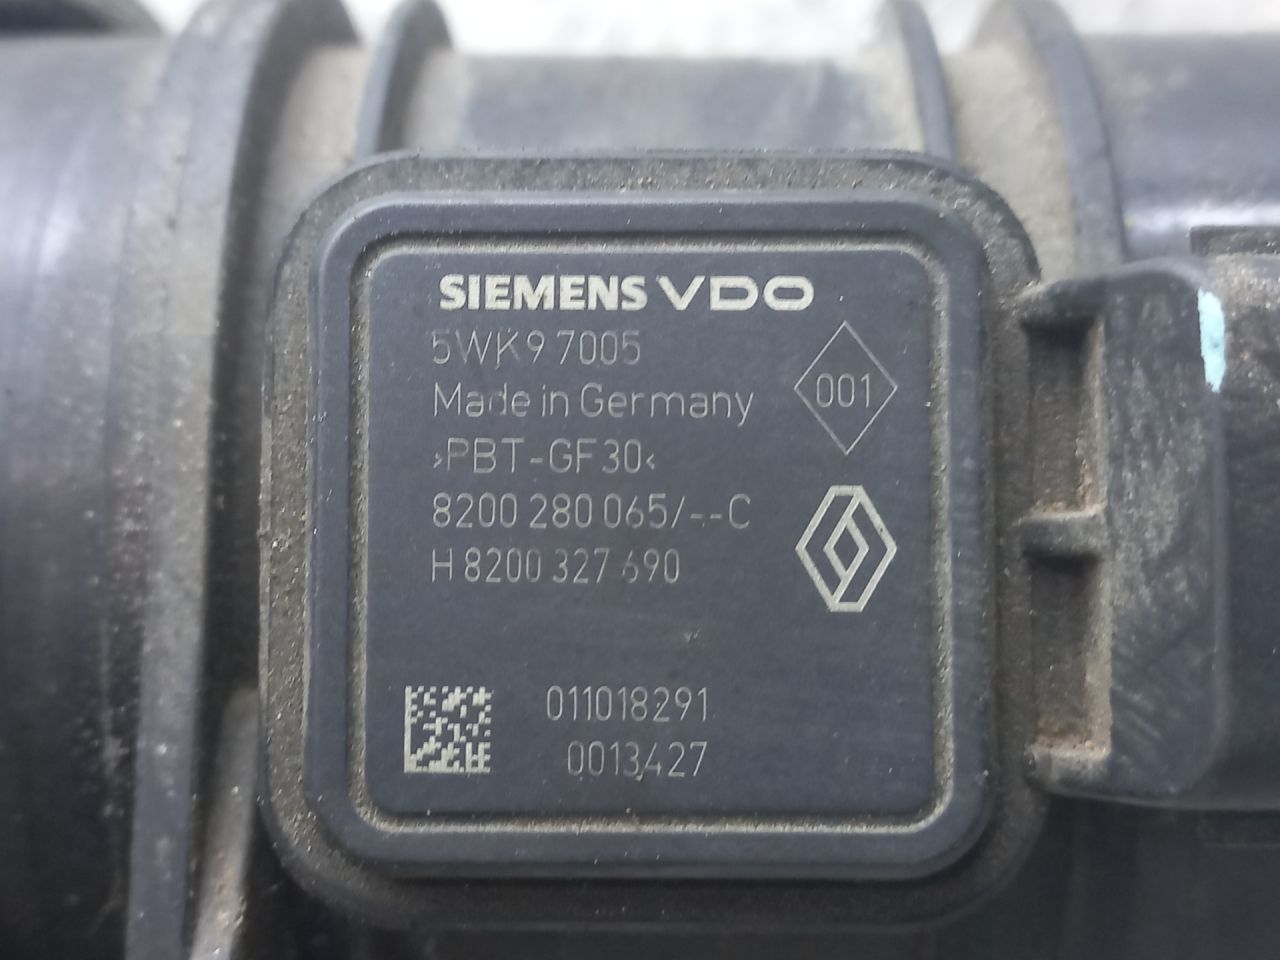 SIEMENS VDO
5WK9 7005
001
Made in Germany
>PBT-GF30<
8200 280 065/--C
H 8200 327 690
011018291
0013427